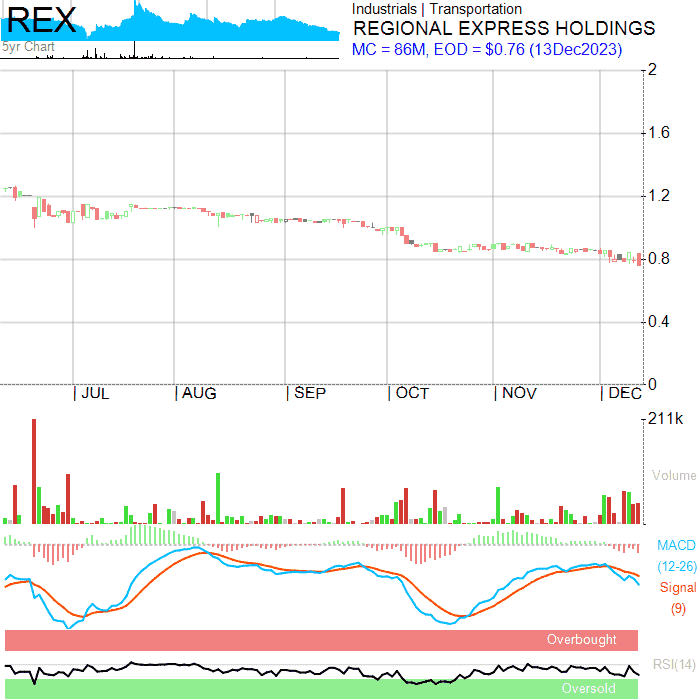 REX
5yr Chart
Industrials | Transportation
REGIONAL EXPRESS HOLDINGS
MC = 86M, EOD = $0.76 (13Dec2023)
2
1.6
1.2
0.8
0.4
0
| JUL | AUG | SEP | OCT | NOV | DEC
211k
Volume
MACD
(12-26)
Signal
(9)
Overbought
RSI(14)
Oversold